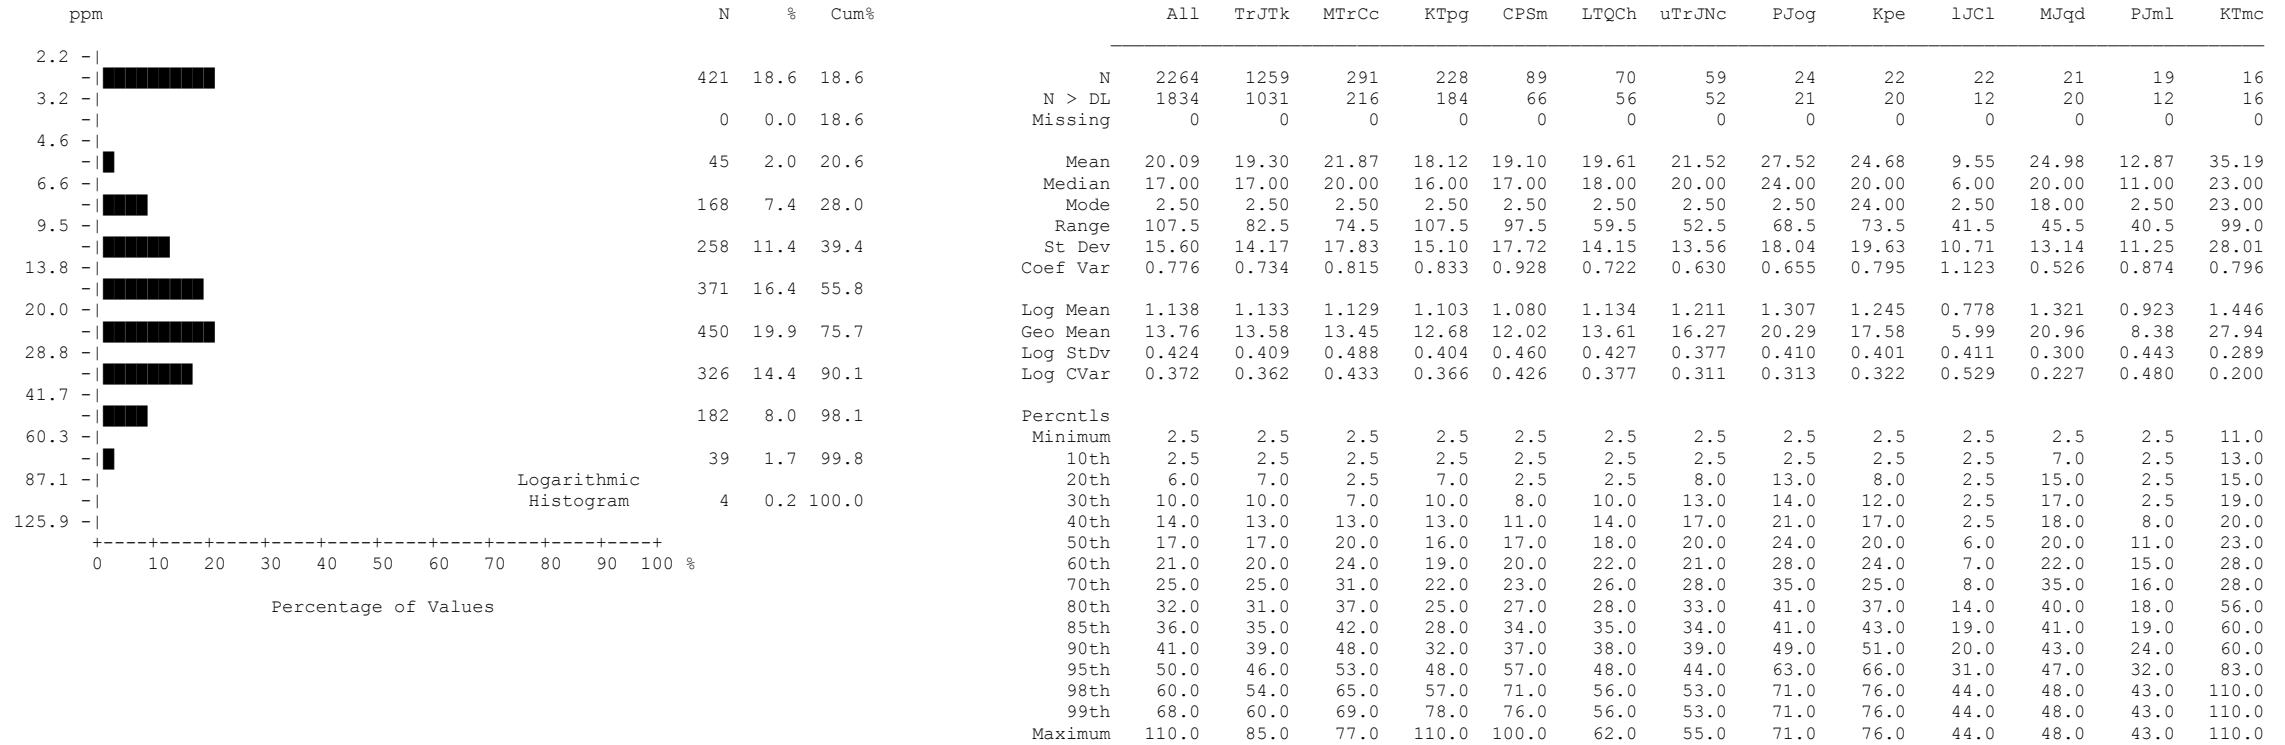 ppm N % Cum% All TrJTk MTrCc KTpg CPSm LTQCh uTrJNc PJog Kpe lJCl MJqd PJml KTmc
2.2 -|
-| 421 18.6 18.6 N 2264 1259 291 228 89 70 59 24 22 22 21 19 16
3.2 -| N > DL 1834 1031 216 184 66 56 52 21 20 12 20 12 16
-| 0 0.0 18.6 Missing 0 0 0 0 0 0 0 0 0 0 0 0 0
4.6 -|
-| 45 2.0 20.6 Mean 20.09 19.30 21.87 18.12 19.10 19.61 21.52 27.52 24.68 9.55 24.98 12.87 35.19
6.6 -| Median 17.00 17.00 20.00 16.00 17.00 18.00 20.00 24.00 20.00 6.00 20.00 11.00 23.00
-| 168 7.4 28.0 Mode 2.50 2.50 2.50 2.50 2.50 2.50 2.50 2.50 24.00 2.50 18.00 2.50 23.00
9.5 -| Range 107.5 82.5 74.5 107.5 97.5 59.5 52.5 68.5 73.5 41.5 45.5 40.5 99.0
-| 258 11.4 39.4 St Dev 15.60 14.17 17.83 15.10 17.72 14.15 13.56 18.04 19.63 10.71 13.14 11.25 28.01
13.8 -| Coef Var 0.776 0.734 0.815 0.833 0.928 0.722 0.630 0.655 0.795 1.123 0.526 0.874 0.796
-| 371 16.4 55.8
20.0 -| Log Mean 1.138 1.133 1.129 1.103 1.080 1.134 1.211 1.307 1.245 0.778 1.321 0.923 1.446
-| 450 19.9 75.7 Geo Mean 13.76 13.58 13.45 12.68 12.02 13.61 16.27 20.29 17.58 5.99 20.96 8.38 27.94
28.8 -| Log StDv 0.424 0.409 0.488 0.404 0.460 0.427 0.377 0.410 0.401 0.411 0.300 0.443 0.289
-| 326 14.4 90.1 Log CVar 0.372 0.362 0.433 0.366 0.426 0.377 0.311 0.313 0.322 0.529 0.227 0.480 0.200
41.7 -|
-| 182 8.0 98.1 Percntls
60.3 -| Minimum 2.5 2.5 2.5 2.5 2.5 2.5 2.5 2.5 2.5 2.5 2.5 2.5 11.0
-| 39 1.7 99.8 10th 2.5 2.5 2.5 2.5 2.5 2.5 2.5 2.5 2.5 2.5 7.0 2.5 13.0
87.1 -| Logarithmic 20th 6.0 7.0 2.5 7.0 2.5 2.5 8.0 13.0 8.0 2.5 15.0 2.5 15.0
-| Histogram 4 0.2 100.0 30th 10.0 10.0 7.0 10.0 8.0 10.0 13.0 14.0 12.0 2.5 17.0 2.5 19.0
125.9 -| 40th 14.0 13.0 13.0 13.0 11.0 14.0 17.0 21.0 17.0 2.5 18.0 8.0 20.0
+----+----+----+----+----+----+----+----+----+----+ 50th 17.0 17.0 20.0 16.0 17.0 18.0 20.0 24.0 20.0 6.0 20.0 11.0 23.0
0 10 20 30 40 50 60 70 80 90 100 % 60th 21.0 20.0 24.0 19.0 20.0 22.0 21.0 28.0 24.0 7.0 22.0 15.0 28.0
70th 25.0 25.0 31.0 22.0 23.0 26.0 28.0 35.0 25.0 8.0 35.0 16.0 28.0
Percentage of Values 80th 32.0 31.0 37.0 25.0 27.0 28.0 33.0 41.0 37.0 14.0 40.0 18.0 56.0
85th 36.0 35.0 42.0 28.0 34.0 35.0 34.0 41.0 43.0 19.0 41.0 19.0 60.0
90th 41.0 39.0 48.0 32.0 37.0 38.0 39.0 49.0 51.0 20.0 43.0 24.0 60.0
95th 50.0 46.0 53.0 48.0 57.0 48.0 44.0 63.0 66.0 31.0 47.0 32.0 83.0
98th 60.0 54.0 65.0 57.0 71.0 56.0 53.0 71.0 76.0 44.0 48.0 43.0 110.0
99th 68.0 60.0 69.0 78.0 76.0 56.0 53.0 71.0 76.0 44.0 48.0 43.0 110.0
Maximum 110.0 85.0 77.0 110.0 100.0 62.0 55.0 71.0 76.0 44.0 48.0 43.0 110.0